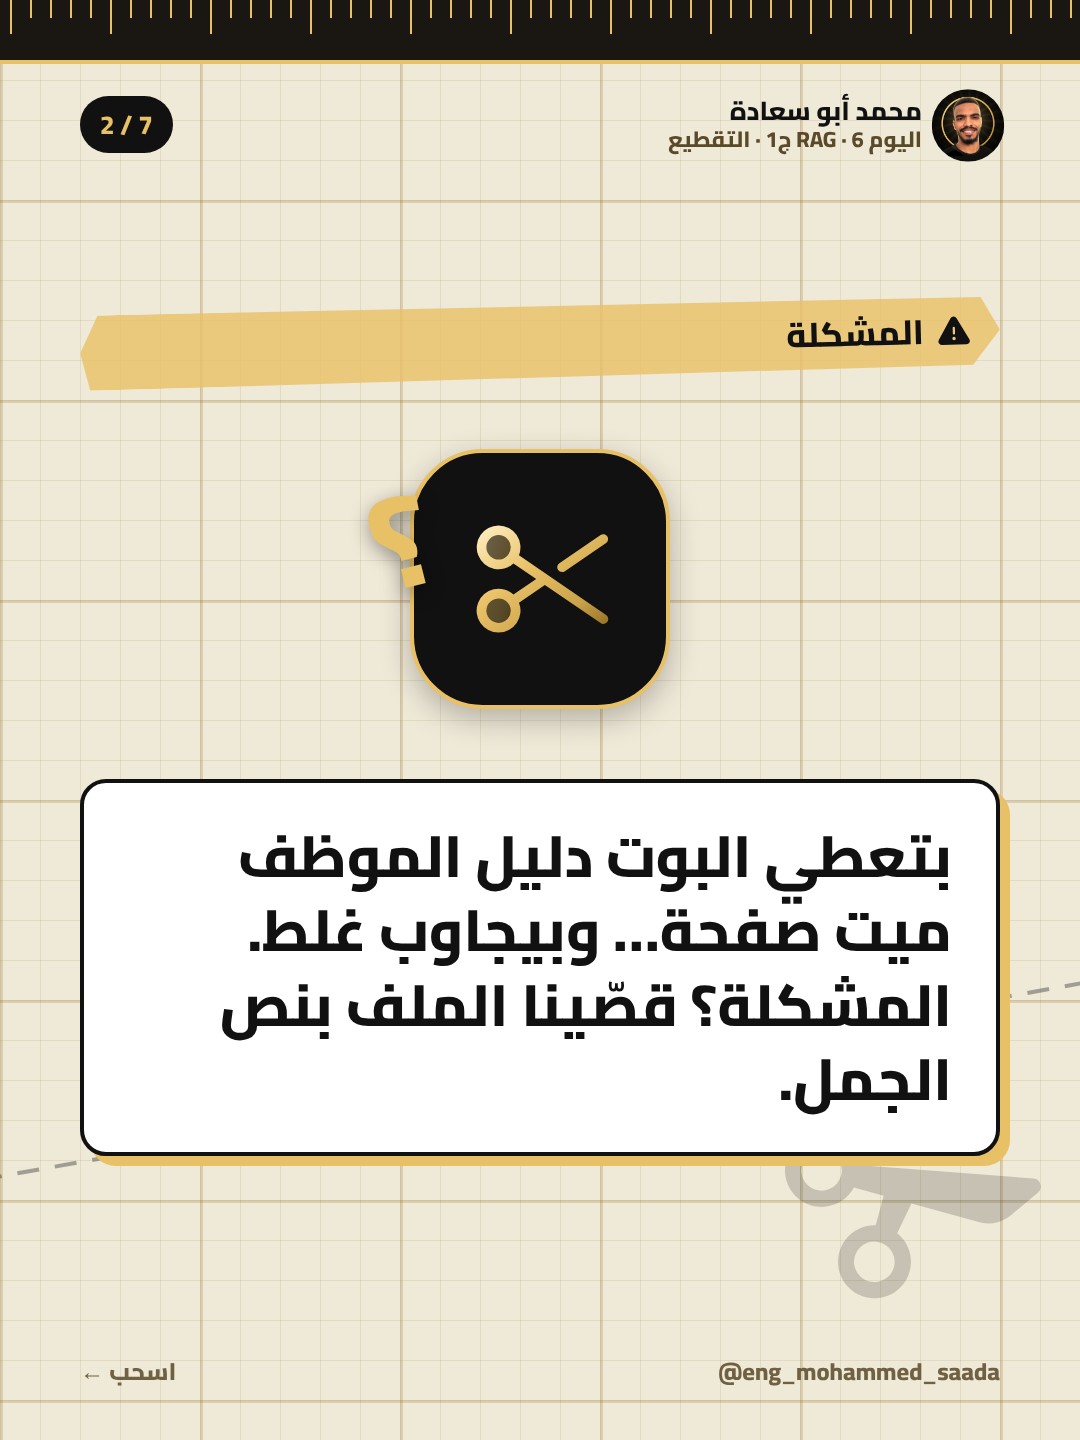 محمد أبو سعادة
اليوم 6 · RAG ج1 · التقطيع
2 / 7
المشكلة
؟
بتعطي البوت دليل الموظف
ميت صفحة... وبيجاوب غلط.
المشكلة؟ قصّينا الملف بنص
الجمل.
@eng_mohammed_saada
اسحب ←